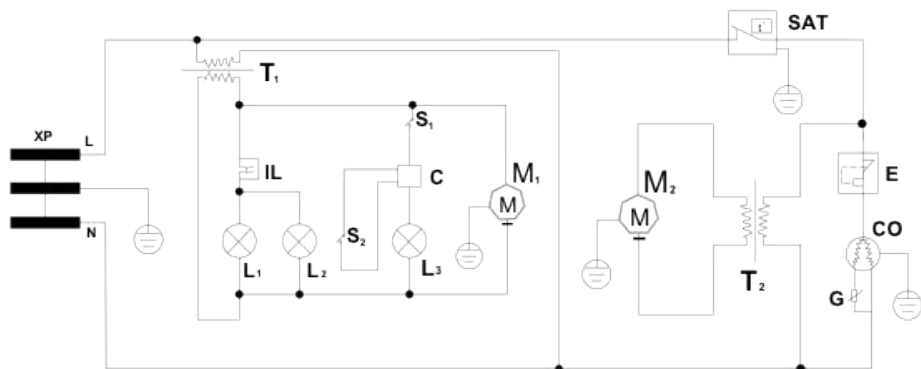 SAT
t°
T₁
XP
L
S₁
IL
C
M₁
M
M₂
M
E
S₂
CO
N
L₁
L₂
L₃
T₂
G